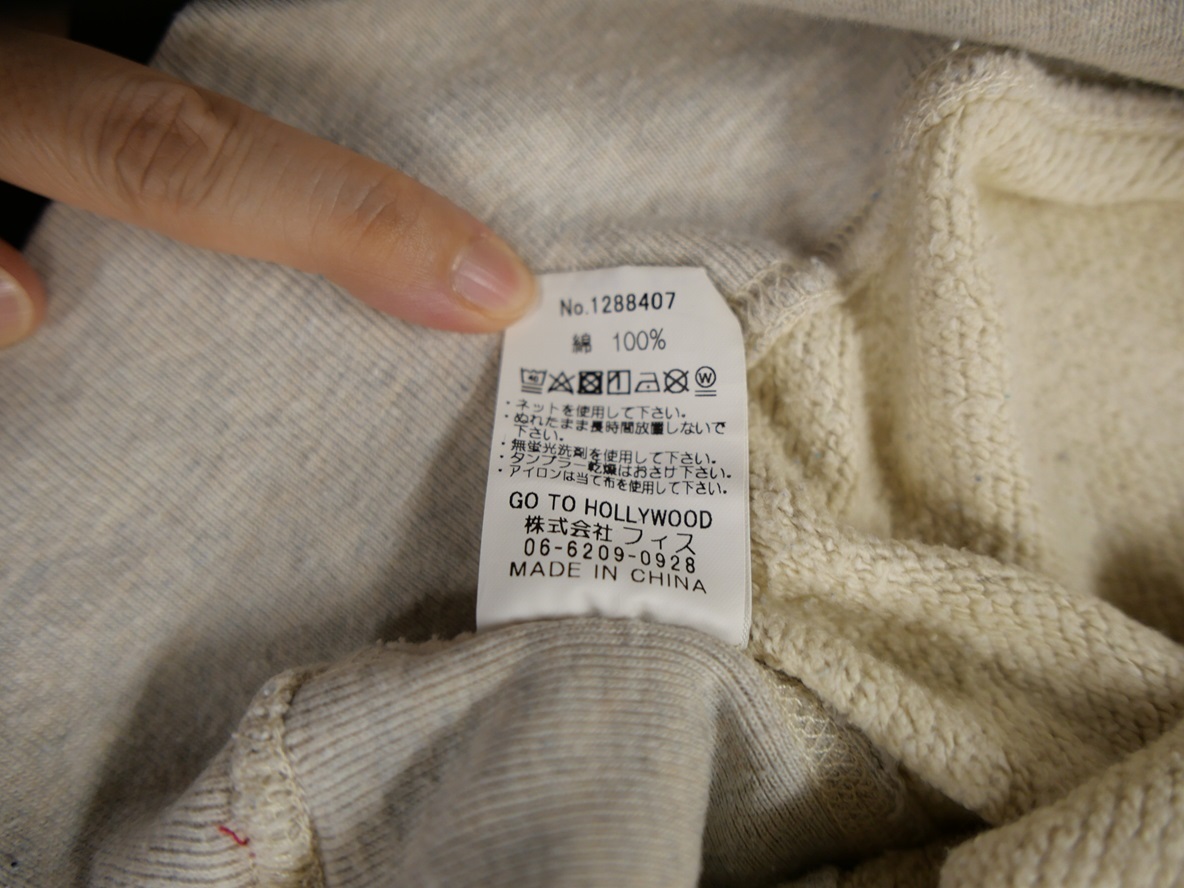 No.1288407
綿 100%
・ネットを使用して下さい。
・ぬれたまま長時間放置しないで
下さい。
・無蛍光洗剤を使用して下さい。
・タンブラー乾燥はおさけ下さい。
・アイロンは当て布を使用して下さい。
GO TO HOLLYWOOD
株式会社 フィス
06-6209-0928
MADE IN CHINA